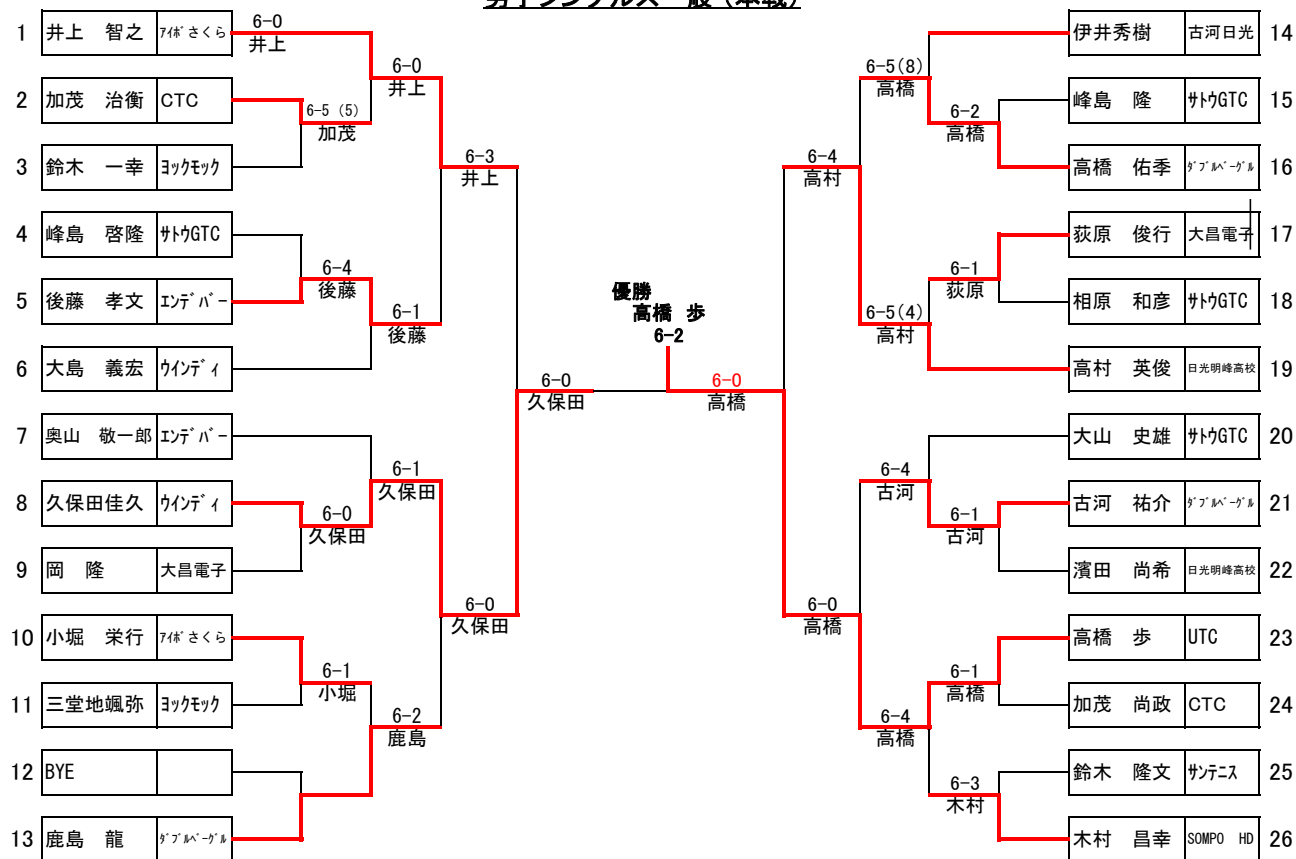 男子シングルス一般（本戦）
1 井上　智之 ｱｲﾎﾞさくら
2 加茂　治衡 CTC
3 鈴木　一幸 ﾖｯｸﾓｯｸ
4 峰島　啓隆 ｻﾄｳGTC
5 後藤　孝文 ｴﾝﾃﾞﾊﾞｰ
6 大島　義宏 ｳｲﾝﾃﾞｨ
7 奥山　敬一郎 ｴﾝﾃﾞﾊﾞｰ
8 久保田佳久 ｳｲﾝﾃﾞｨ
9 岡　隆 大昌電子
10 小堀　栄行 ｱｲﾎﾞさくら
11 三堂地颯弥 ﾖｯｸﾓｯｸ
12 BYE
13 鹿島　龍 ﾀﾞﾌﾞﾙﾍﾞｰｸﾞﾙ
6-0
井上
6-5 (5)
加茂
6-4
後藤
6-0
久保田
6-1
小堀
6-0
井上
6-1
後藤
6-1
久保田
6-2
鹿島
6-3
井上
6-0
久保田
6-0
久保田
優勝
高橋 歩
6-2
6-0
高橋
6-4
高村
6-0
高橋
6-5(8)
高橋
6-5(4)
高村
6-4
古河
6-4
高橋
6-2
高橋
6-1
荻原
6-1
古河
6-1
高橋
6-3
木村
伊井秀樹 古河日光 14
峰島　隆 ｻﾄｳGTC 15
高橋　佑季 ﾀﾞﾌﾞﾙﾍﾞｰｸﾞﾙ 16
荻原　俊行 大昌電子 17
相原　和彦 ｻﾄｳGTC 18
高村　英俊 日光明峰高校 19
大山　史雄 ｻﾄｳGTC 20
古河　祐介 ﾀﾞﾌﾞﾙﾍﾞｰｸﾞﾙ 21
濱田　尚希 日光明峰高校 22
高橋　歩 UTC 23
加茂　尚政 CTC 24
鈴木　隆文 ｻﾝﾃﾆｽ 25
木村　昌幸 SOMPO HD 26